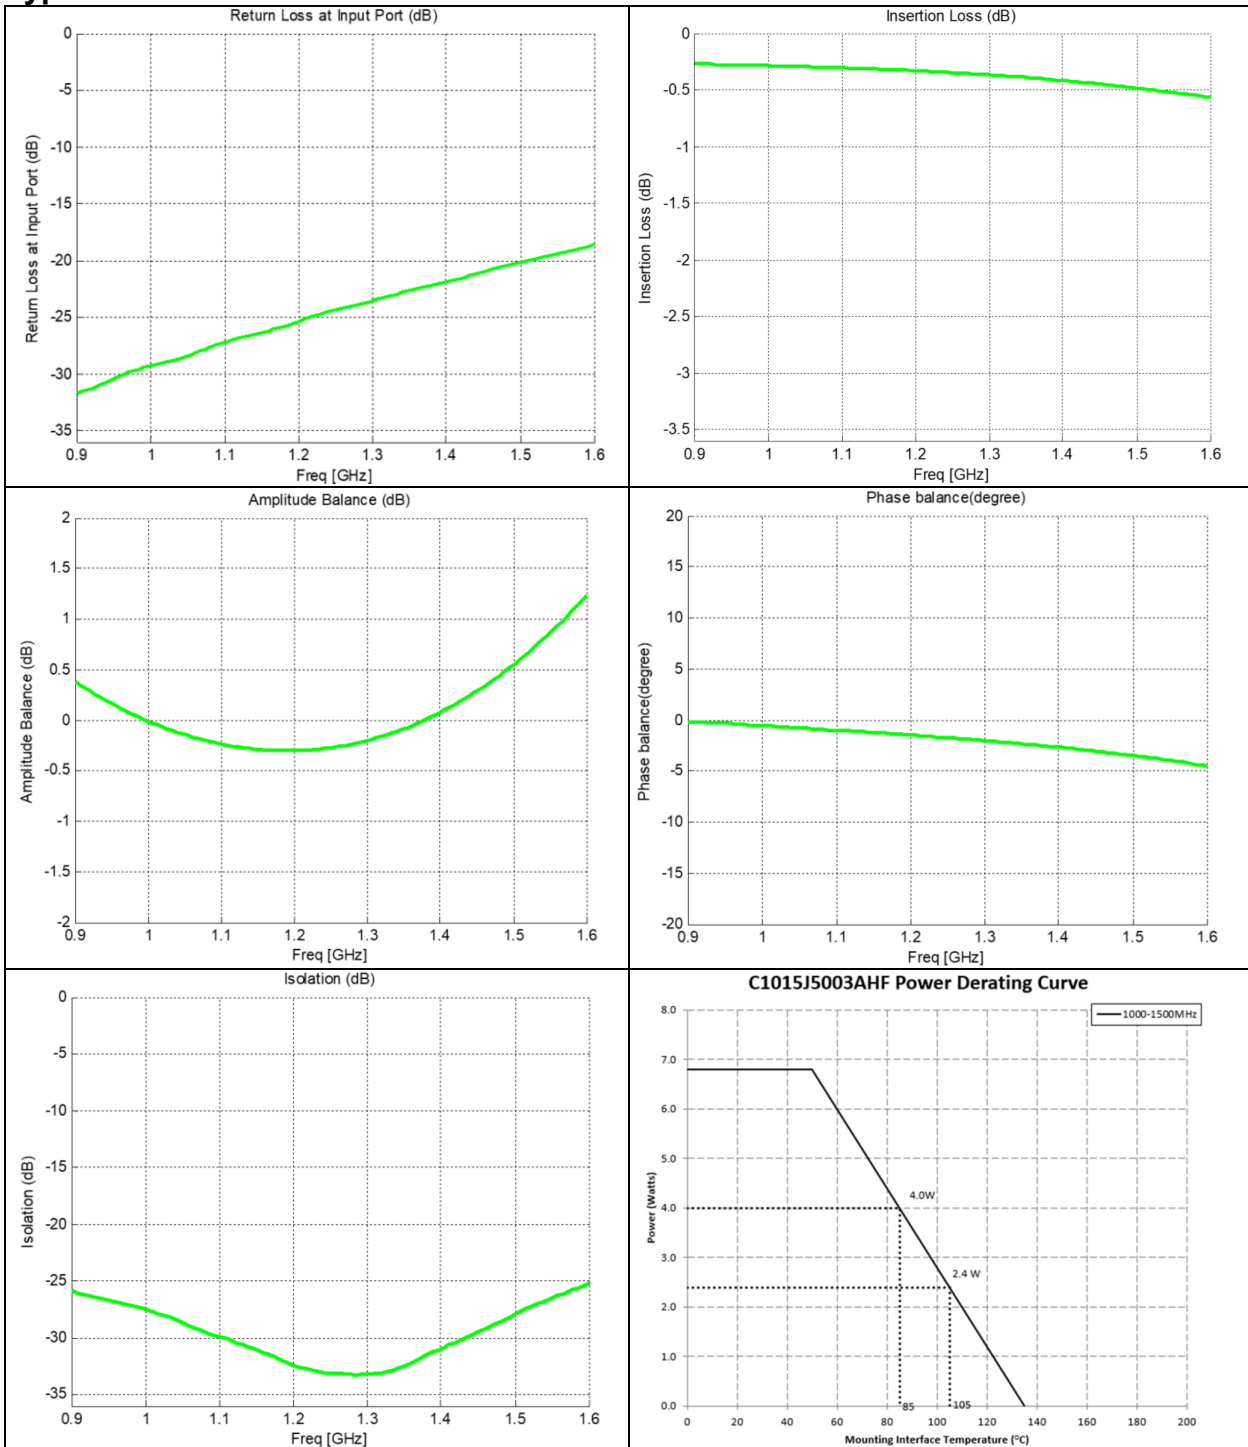 Return Loss at Input Port (dB)
Return Loss at Input Port (dB)
0
-5
-10
-15
-20
-25
-30
-35
0.9 1 1.1 1.2 1.3 1.4 1.5 1.6
Freq [GHz]
Insertion Loss (dB)
Insertion Loss (dB)
0
-0.5
-1
-1.5
-2
-2.5
-3
-3.5
0.9 1 1.1 1.2 1.3 1.4 1.5 1.6
Freq [GHz]
Amplitude Balance (dB)
Amplitude Balance (dB)
2
1.5
1
0.5
0
-0.5
-1
-1.5
-2
0.9 1 1.1 1.2 1.3 1.4 1.5 1.6
Freq [GHz]
Phase balance(degree)
Phase balance(degree)
20
15
10
5
0
-5
-10
-15
-20
0.9 1 1.1 1.2 1.3 1.4 1.5 1.6
Freq [GHz]
Isolation (dB)
Isolation (dB)
0
-5
-10
-15
-20
-25
-30
-35
0.9 1 1.1 1.2 1.3 1.4 1.5 1.6
Freq [GHz]
C1015J5003AHF Power Derating Curve
1000-1500MHz
Power (Watts)
8.0
7.0
6.0
5.0
4.0
3.0
2.0
1.0
0.0
4.0W
2.4 W
85 105
0 20 40 60 80 100 120 140 160 180 200
Mounting Interface Temperature (°C)